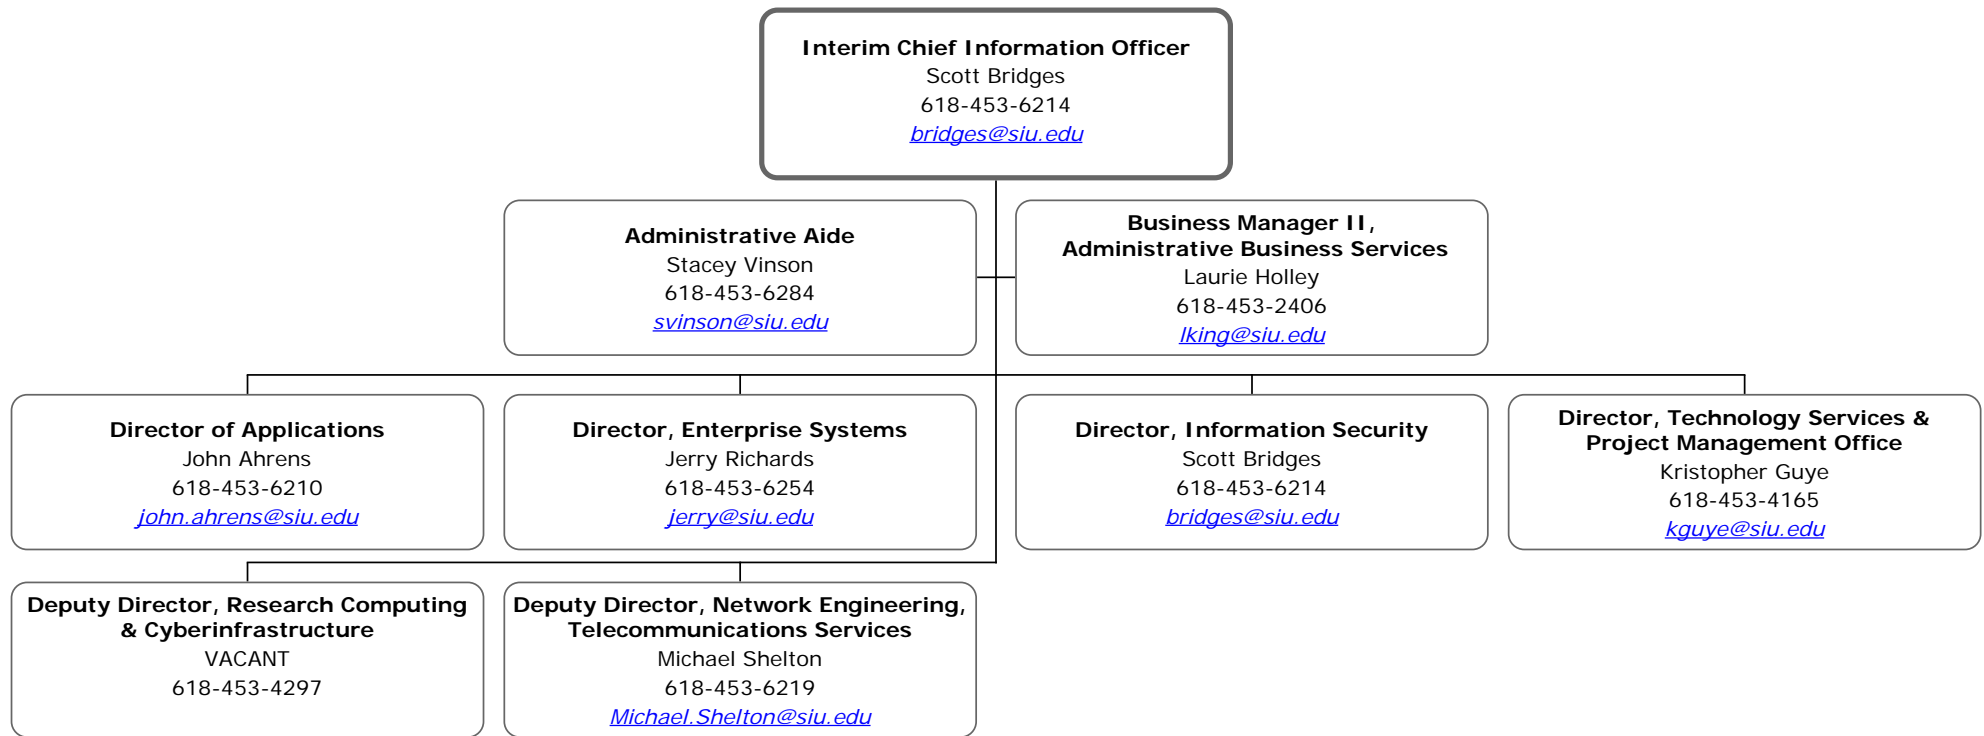 Interim Chief Information Officer
Scott Bridges
618-453-6214
bridges@siu.edu
Administrative Aide
Stacey Vinson
618-453-6284
svinson@siu.edu
Business Manager II,
Administrative Business Services
Laurie Holley
618-453-2406
lking@siu.edu
Director of Applications
John Ahrens
618-453-6210
john.ahrens@siu.edu
Director, Enterprise Systems
Jerry Richards
618-453-6254
jerry@siu.edu
Director, Information Security
Scott Bridges
618-453-6214
bridges@siu.edu
Director, Technology Services &
Project Management Office
Kristopher Guye
618-453-4165
kguye@siu.edu
Deputy Director, Research Computing
& Cyberinfrastructure
VACANT
618-453-4297
Deputy Director, Network Engineering,
Telecommunications Services
Michael Shelton
618-453-6219
Michael.Shelton@siu.edu